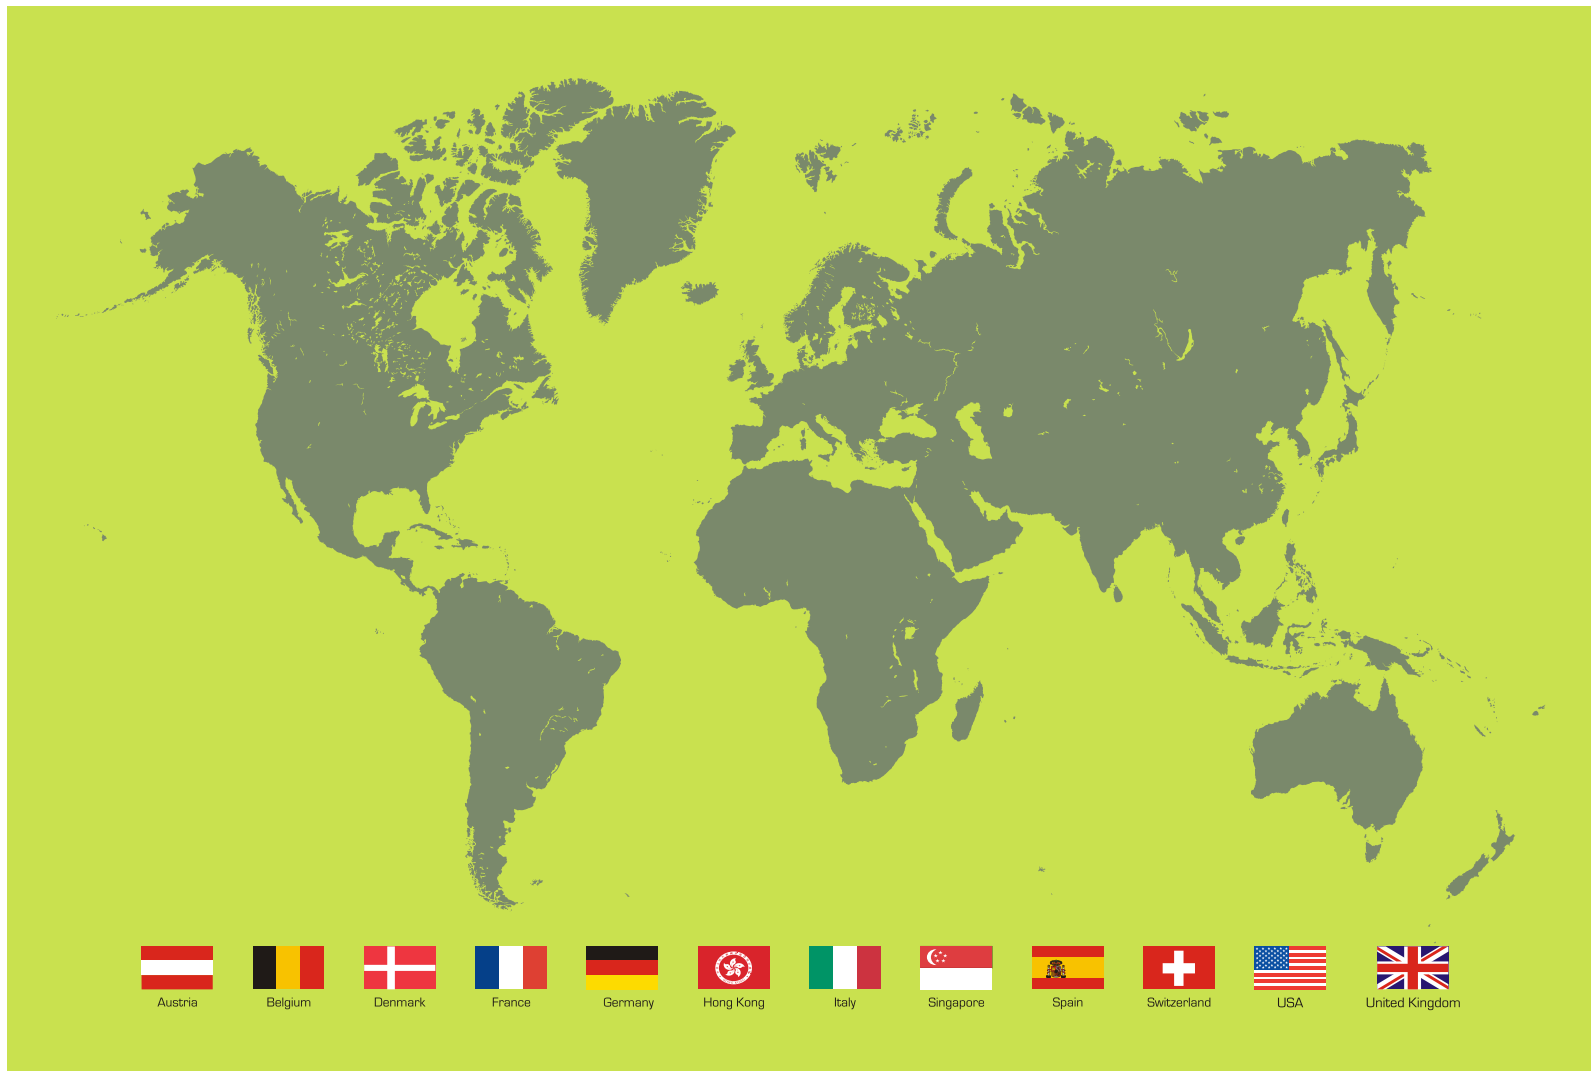 Austria
Belgium
Denmark
France
Germany
Hong Kong
Italy
Singapore
Spain
Switzerland
USA
United Kingdom